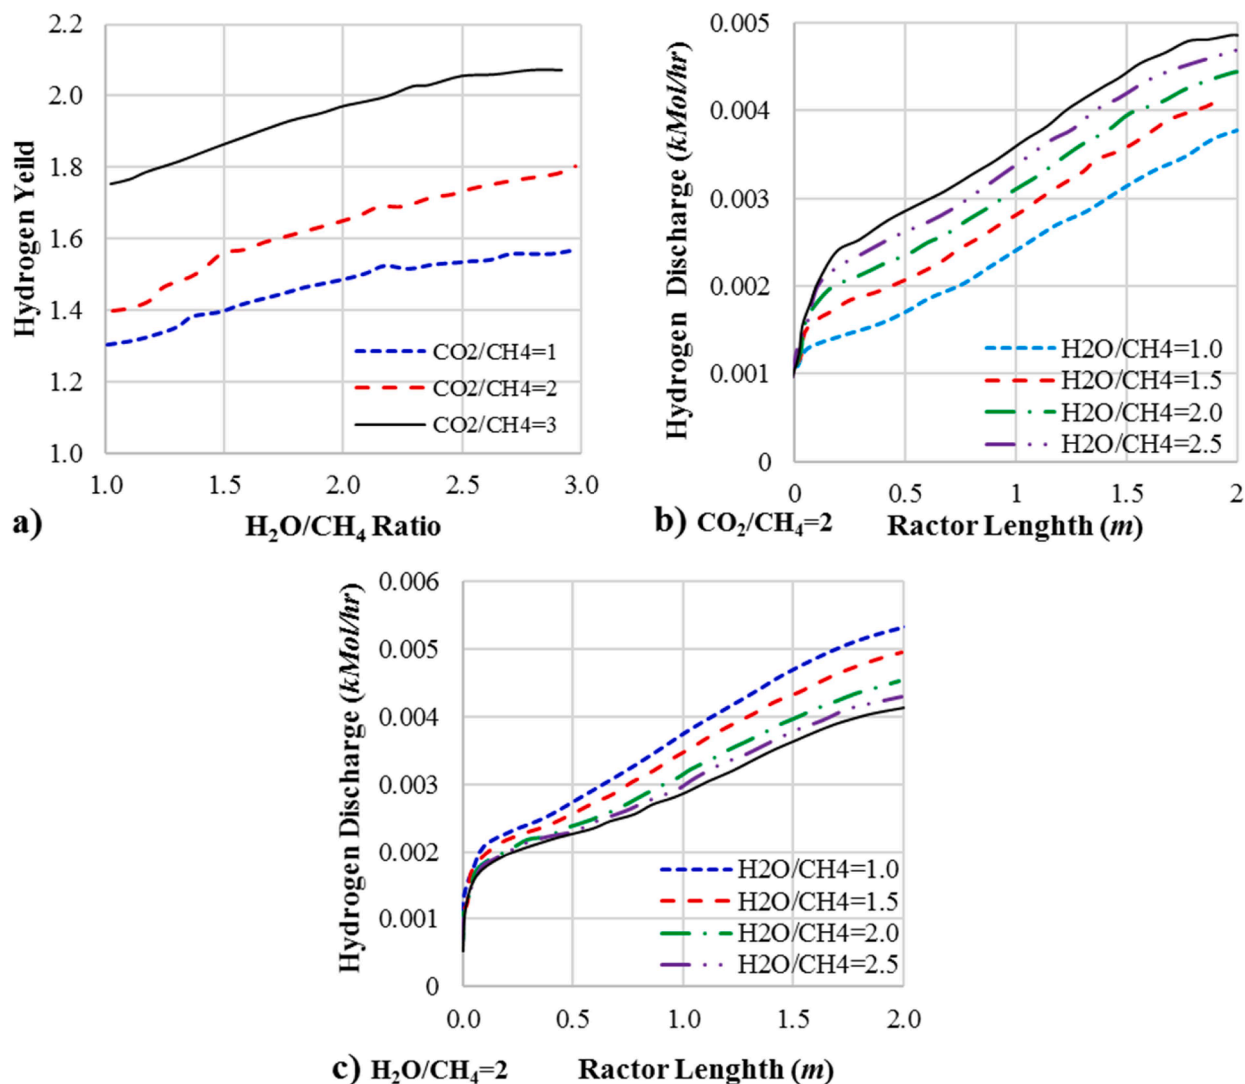 2.2
2.0
1.8
1.6
1.4
1.2
1.0
Hydrogen Yeild
CO2/CH4=1
CO2/CH4=2
CO2/CH4=3
1.0 1.5 2.0 2.5 3.0
a) H₂O/CH₄ Ratio
0.005
0.004
0.003
0.002
0.001
0
Hydrogen Discharge (kMol/hr)
H2O/CH4=1.0
H2O/CH4=1.5
H2O/CH4=2.0
H2O/CH4=2.5
0 0.5 1 1.5 2
b) CO₂/CH₄=2 Ractor Lenghth (m)
0.006
0.005
0.004
0.003
0.002
0.001
0
Hydrogen Discharge (kMol/hr)
H2O/CH4=1.0
H2O/CH4=1.5
H2O/CH4=2.0
H2O/CH4=2.5
0.0 0.5 1.0 1.5 2.0
c) H₂O/CH₄=2 Ractor Lenghth (m)